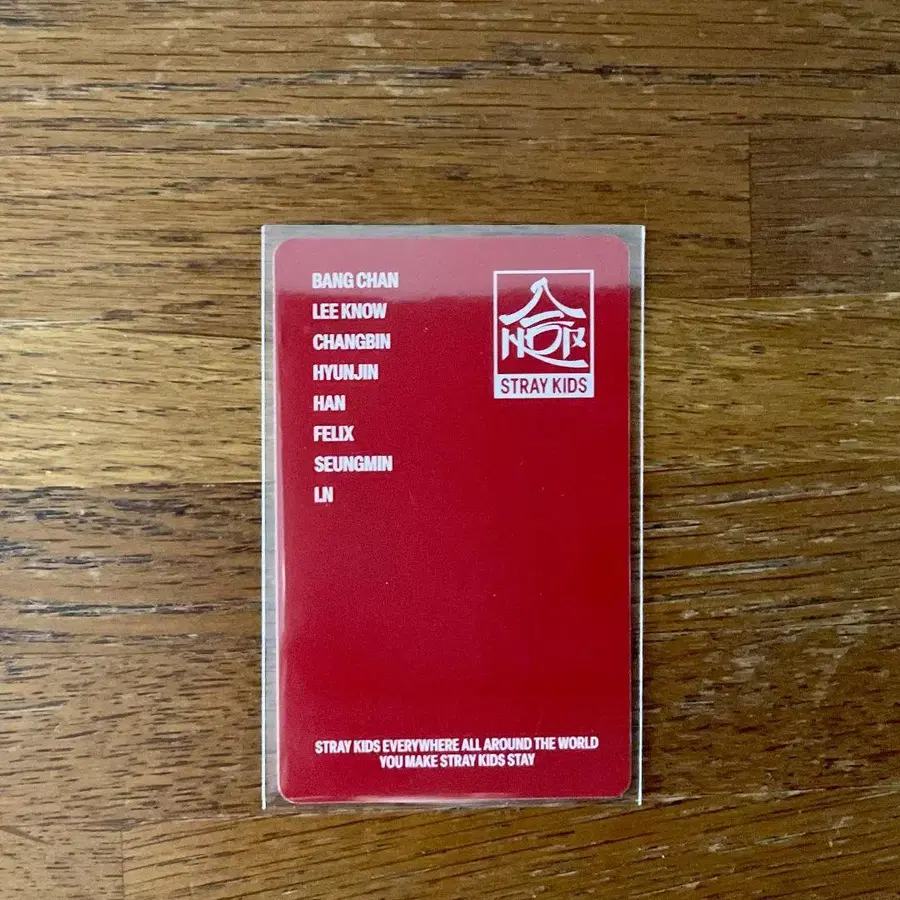 BANG CHAN
LEE KNOW
CHANGBIN
HYUNJIN
HAN
FELIX
SEUNGMIN
I.N
STRAY KIDS
STRAY KIDS EVERYWHERE ALL AROUND THE WORLD
YOU MAKE STRAY KIDS STAY